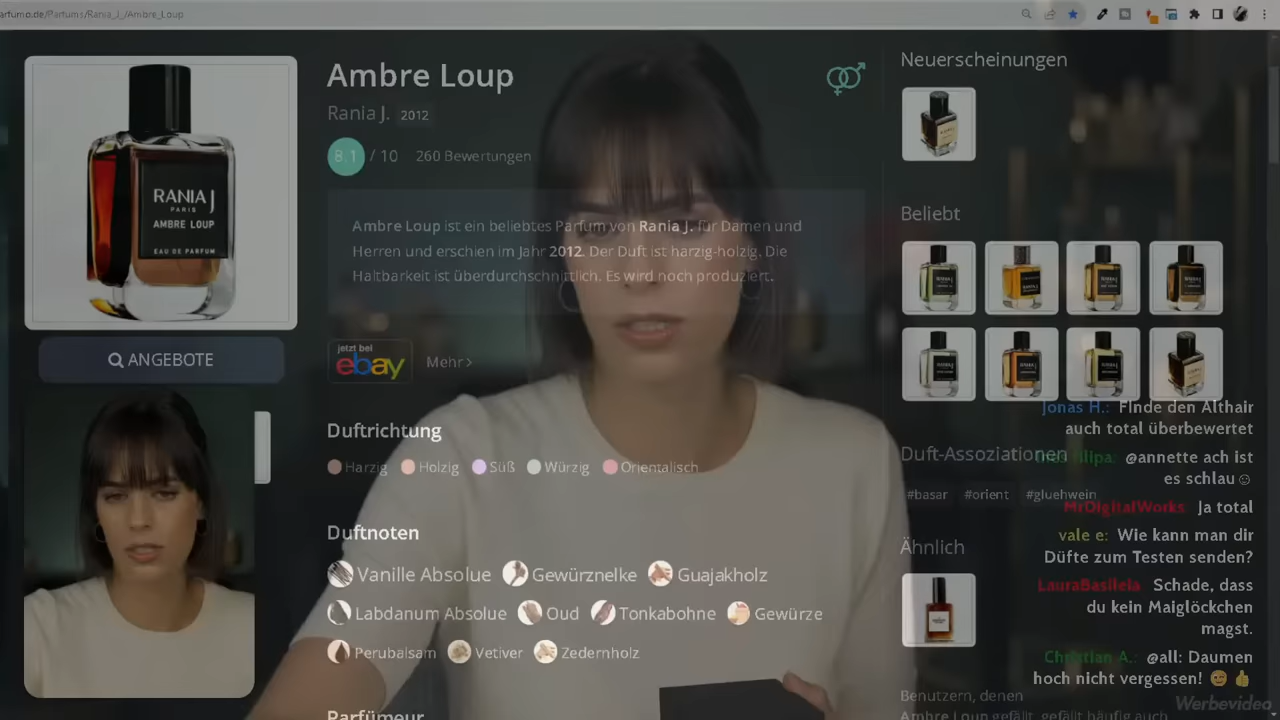 arfumo.de/Parfums/Rania_J_/Ambre_Loup
RANIA J
PARIS
AMBRE LOUP
EAU DE PARFUM
ANGEBOTE
Ambre Loup
Rania J. 2012
8.1 / 10 260 Bewertungen
Ambre Loup ist ein beliebtes Parfum von Rania J. für Damen und
Herren und erschien im Jahr 2012. Der Duft ist harzig-holzig. Die
Haltbarkeit ist überdurchschnittlich. Es wird noch produziert.
jetzt bei
ebay
Mehr
Duftrichtung
Harzig Holzig Süß Würzig Orientalisch
Duftnoten
Vanille Absolue Gewürznelke Guajakholz
Labdanum Absolue Oud Tonkabohne Gewürze
Perubalsam Vetiver Zedernholz
Parfümeur
Neuerscheinungen
Beliebt
Duft-Assoziationen
#basar #orient #gluehwein
Ähnlich
Benutzern, denen
Ambre Loup gefällt, gefällt häufig auch
Jonas H.: FInde den Althair
auch total überbewertet
@annette ach ist
es schlau☺
MrDigitalWorks Ja total
vale e: Wie kann man dir
Düfte zum Testen senden?
LauraBasilela Schade, dass
du kein Maiglöckchen
magst.
Christian A.: @all: Daumen
hoch nicht vergessen! 😉 👍
Werbevideo